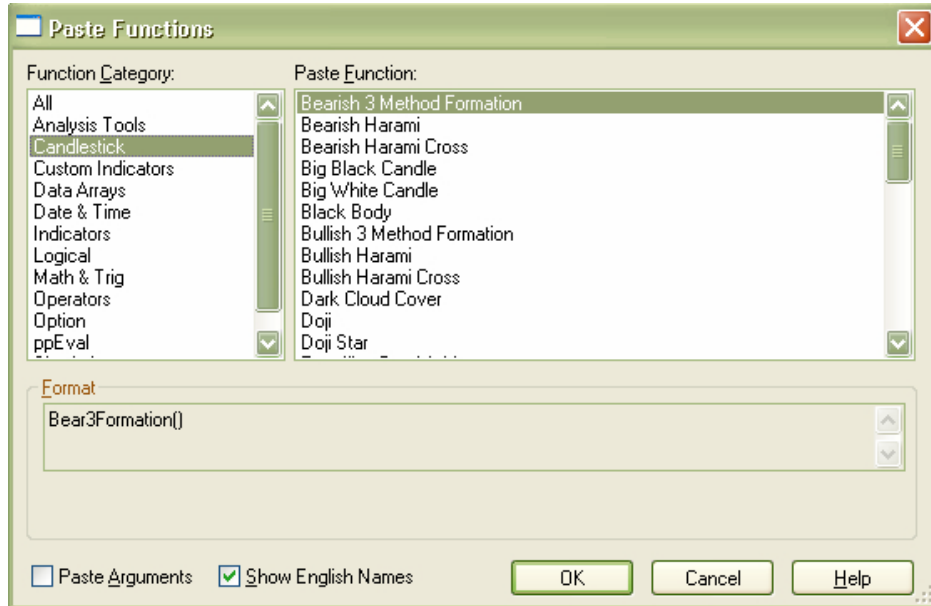 Paste Functions
Function Category:
All
Analysis Tools
Candlestick
Custom Indicators
Data Arrays
Date & Time
Indicators
Logical
Math & Trig
Operators
Option
ppEval
Paste Function:
Bearish 3 Method Formation
Bearish Harami
Bearish Harami Cross
Big Black Candle
Big White Candle
Black Body
Bullish 3 Method Formation
Bullish Harami
Bullish Harami Cross
Dark Cloud Cover
Doji
Doji Star
Format
Bear3Formation()
Paste Arguments
Show English Names
OK
Cancel
Help